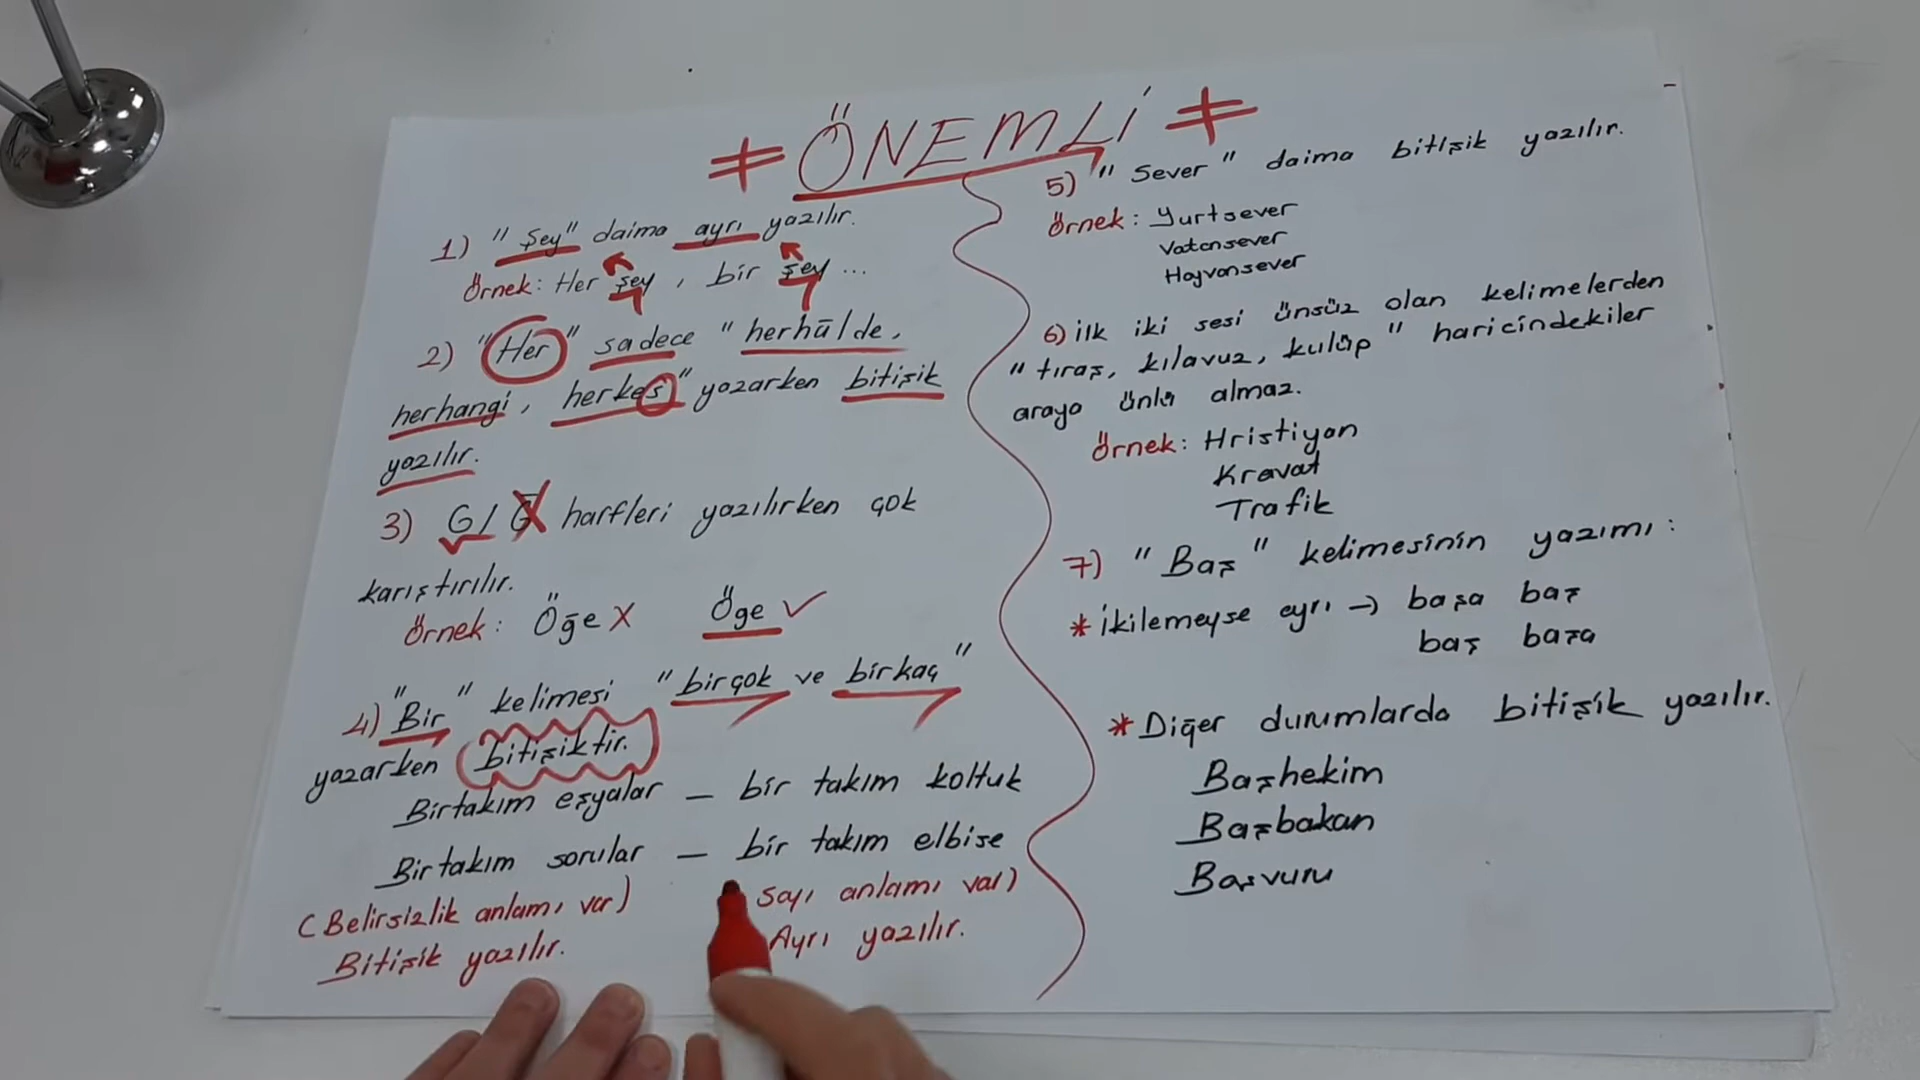 ÖNEMLİ
1) "Şey" daima ayrı yazılır.
Örnek: Her şey, bir şey...
2) "Her" sadece "herhâlde,
herhangi, herkes" yazarken bitişik
yazılır.
3) G/Ğ harfleri yazılırken çok
karıştırılır.
Örnek: Öğe X Öge ✓
4) "Bir" kelimesi "birçok ve birkaç"
yazarken bitişiktir.
Birtakım eşyalar — bir takım koltuk
Birtakım sorular — bir takım elbise
(Belirsizlik anlamı var) Sayı anlamı var)
Bitişik yazılır. Ayrı yazılır.
5) "Sever" daima bitişik yazılır.
Örnek: Yurtsever
Vatansever
Hayvansever
6) İlk iki sesi ünsüz olan kelimelerden
"tıraş, kılavuz, kulüp" haricindekiler
araya ünlü almaz.
Örnek: Hristiyan
Kravat
Trafik
7) "Baş" kelimesinin yazımı:
* İkilemeyse ayrı → başa baş
baş başa
* Diğer durumlarda bitişik yazılır.
Başhekim
Başbakan
Başvuru